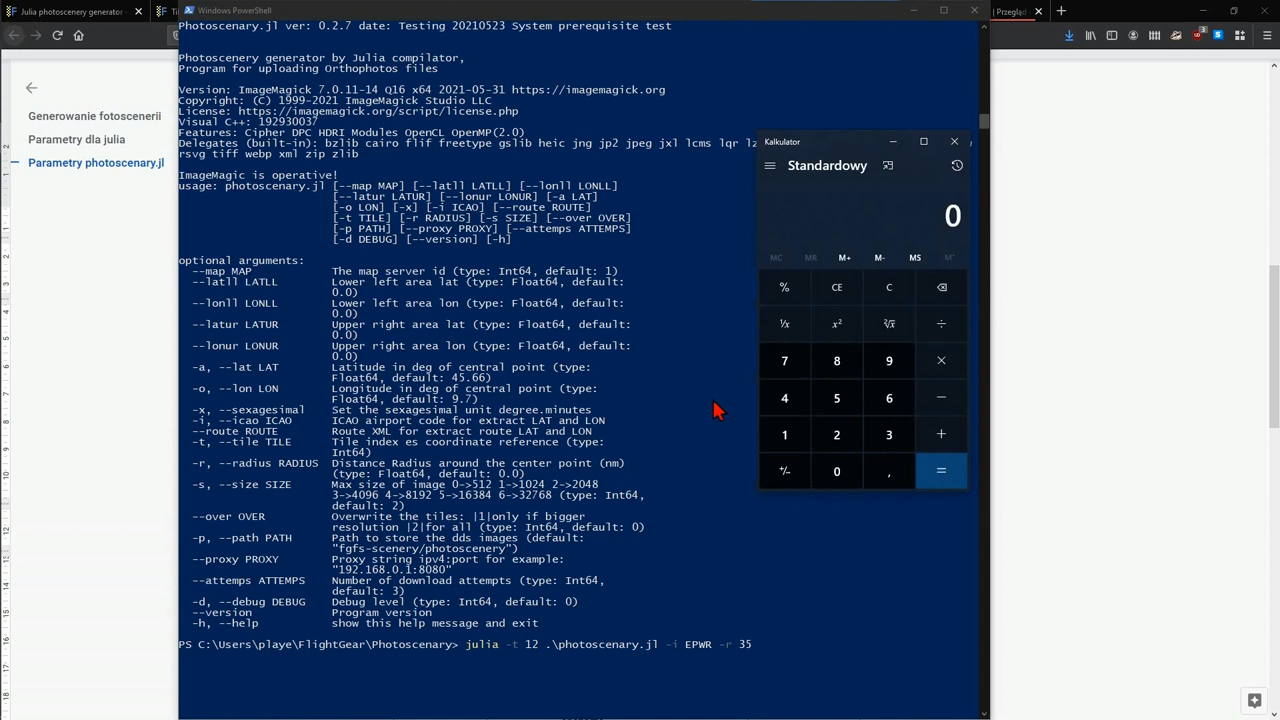 Julia photoscenery generator fo
Ti
| Przegląd
Windows PowerShell
Photoscenery.jl ver: 0.2.7 date: Testing 20210523 System prerequisite test
Photoscenery generator by Julia compilator,
Program for uploading Orthophotos files
Version: ImageMagick 7.0.11-14 Q16 x64 2021-05-31 https://imagemagick.org
Copyright: (C) 1999-2021 ImageMagick Studio LLC
License: https://imagemagick.org/script/license.php
Visual C++: 192930037
Features: Cipher DPC HDRI Modules OpenCL OpenMP(2.0)
Delegates (built-in): bzlib cairo flif freetype gslib heic jng jp2 jpeg jxl lcms lqr lz
rsvg tiff webp xml zip zlib
ImageMagic is operative!
usage: photoscenary.jl [--map MAP] [--latll LATLL] [--lonll LONLL]
[--latur LATUR] [--lonur LONUR] [-a LAT]
[-o LON] [-x] [-i ICAO] [--route ROUTE]
[-t TILE] [-r RADIUS] [-s SIZE] [--over OVER]
[-p PATH] [--proxy PROXY] [--attemps ATTEMPS]
[-d DEBUG] [--version] [-h]
optional arguments:
--map MAP The map server id (type: Int64, default: 1)
--latll LATLL Lower left area lat (type: Float64, default:
0.0)
--lonll LONLL Lower left area lon (type: Float64, default:
0.0)
--latur LATUR Upper right area lat (type: Float64, default:
0.0)
--lonur LONUR Upper right area lon (type: Float64, default:
0.0)
-a, --lat LAT Latitude in deg of central point (type:
Float64, default: 45.66)
-o, --lon LON Longitude in deg of central point (type:
Float64, default: 9.7)
-x, --sexagesimal Set the sexagesimal unit degree.minutes
-i, --icao ICAO ICAO airport code for extract LAT and LON
--route ROUTE Route XML for extract route LAT and LON
-t, --tile TILE Tile index es coordinate reference (type:
Int64)
-r, --radius RADIUS Distance Radius around the center point (nm)
(type: Float64, default: 0.0)
-s, --size SIZE Max size of image 0->512 1->1024 2->2048
3->4096 4->8192 5->16384 6->32768 (type: Int64,
default: 2)
--over OVER Overwrite the tiles: |1|only if bigger
resolution |2|for all (type: Int64, default: 0)
-p, --path PATH Path to store the dds images (default:
"fgfs-scenery/photoscenery")
--proxy PROXY Proxy string ipv4:port for example:
"192.168.0.1:8080"
--attemps ATTEMPS Number of download attempts (type: Int64,
default: 3)
-d, --debug DEBUG Debug level (type: Int64, default: 0)
--version Program version
-h, --help show this help message and exit
PS C:\Users\playe\FlightGear\Photoscenary> julia -t 12 .\photoscenary.jl -i EPWR -r 35
Generowanie fotoscenerii
Parametry dla julia
Parametry photoscenary.jl
Kalkulator
Standardowy
0
MC MR M+ M- MS M˅
% CE C
⅟x x² ²√x ÷
7 8 9 ×
4 5 6 −
1 2 3 +
+/- 0 , =